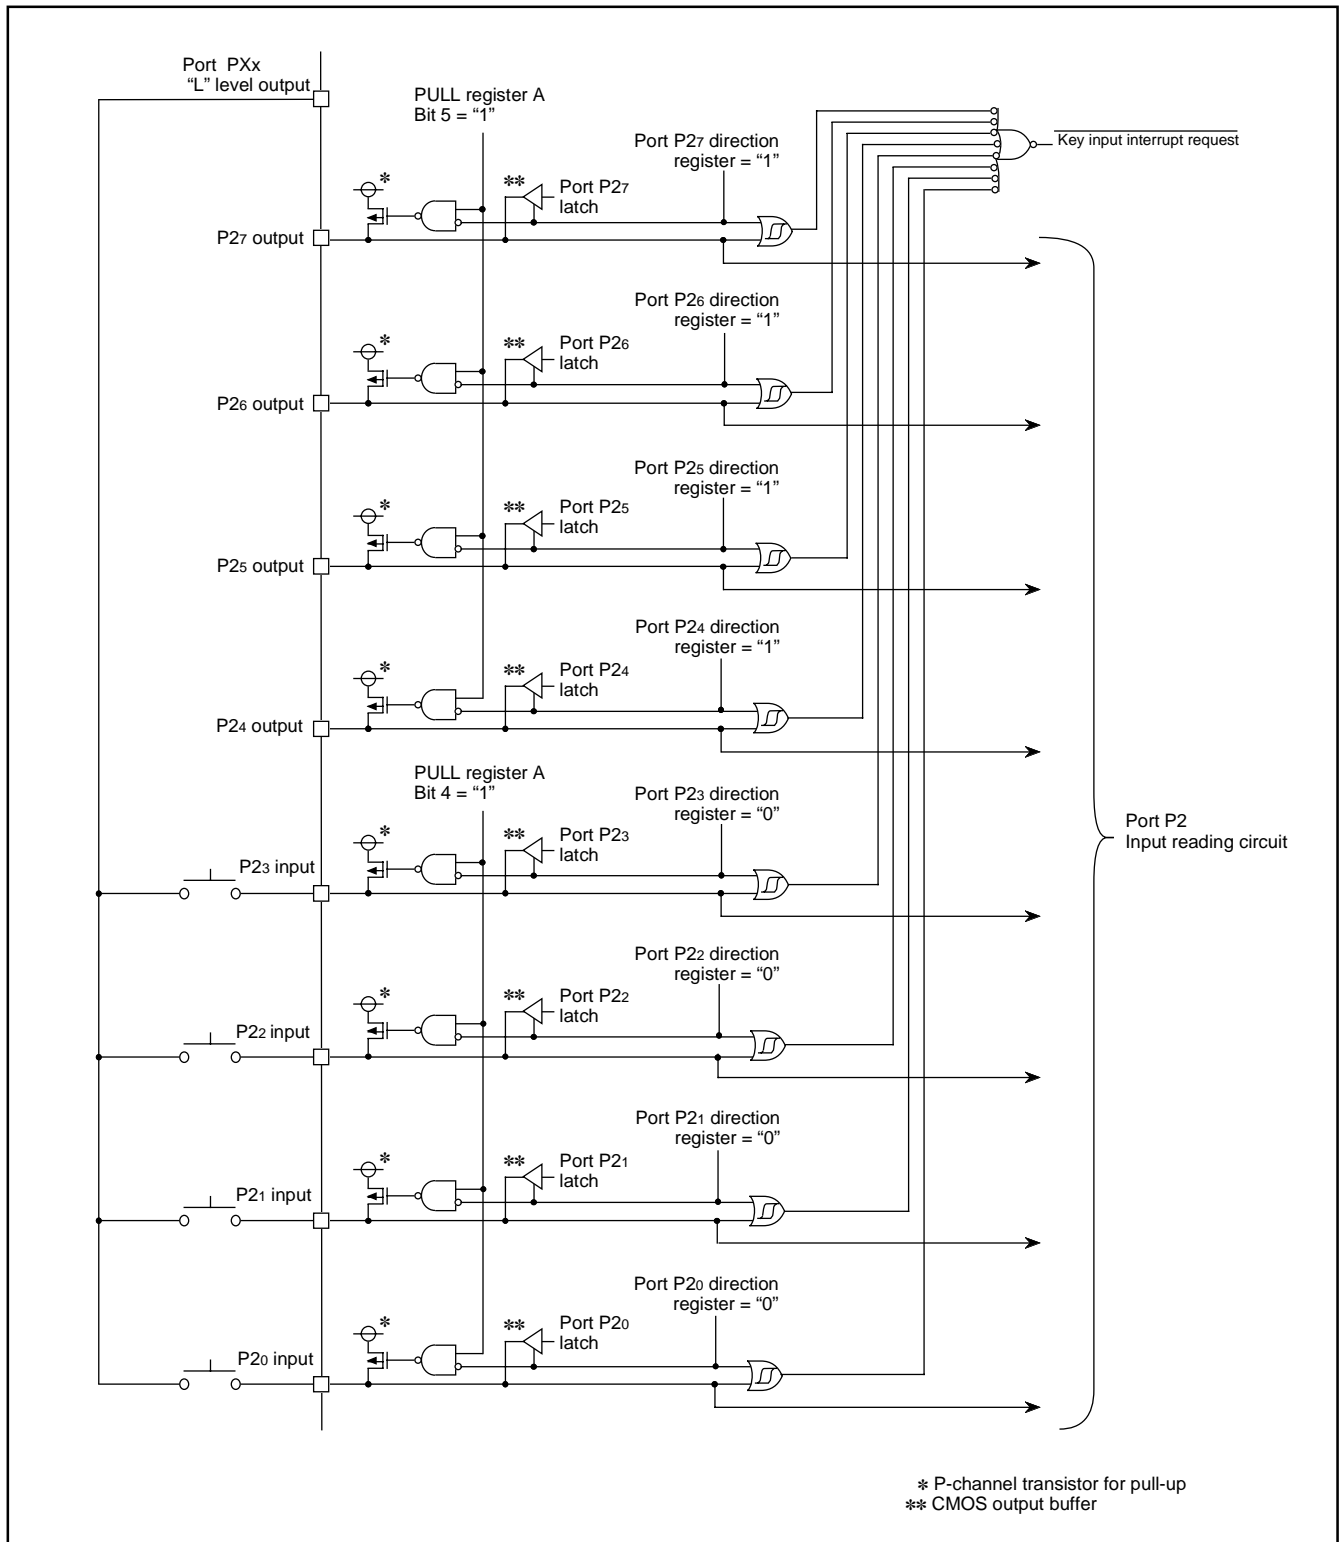 Port PXx
“L” level output
PULL register A
Bit 5 = “1”
Port P27 direction
register = “1”
Key input interrupt request
*
**
Port P27
latch
P27 output
Port P26 direction
register = “1”
*
**
Port P26
latch
P26 output
Port P25 direction
register = “1”
*
**
Port P25
latch
P25 output
Port P24 direction
register = “1”
*
**
Port P24
latch
P24 output
PULL register A
Bit 4 = “1”
Port P23 direction
register = “0”
*
**
Port P23
latch
P23 input
Port P2
Input reading circuit
Port P22 direction
register = “0”
*
**
Port P22
latch
P22 input
Port P21 direction
register = “0”
*
**
Port P21
latch
P21 input
Port P20 direction
register = “0”
*
**
Port P20
latch
P20 input
* P-channel transistor for pull-up
** CMOS output buffer